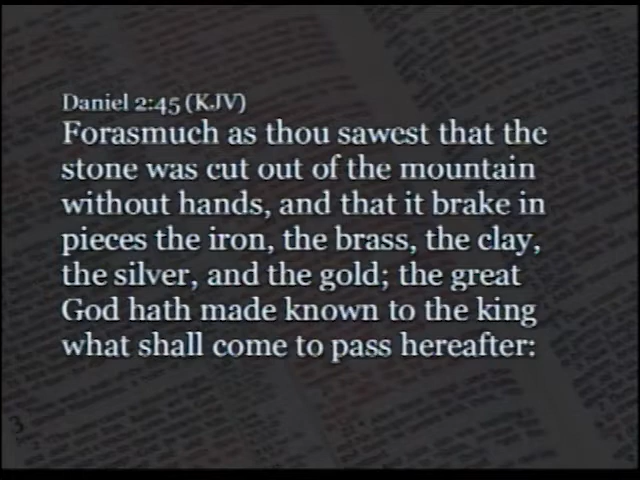 Daniel 2:45 (KJV)
Forasmuch as thou sawest that the
stone was cut out of the mountain
without hands, and that it brake in
pieces the iron, the brass, the clay,
the silver, and the gold; the great
God hath made known to the king
what shall come to pass hereafter: